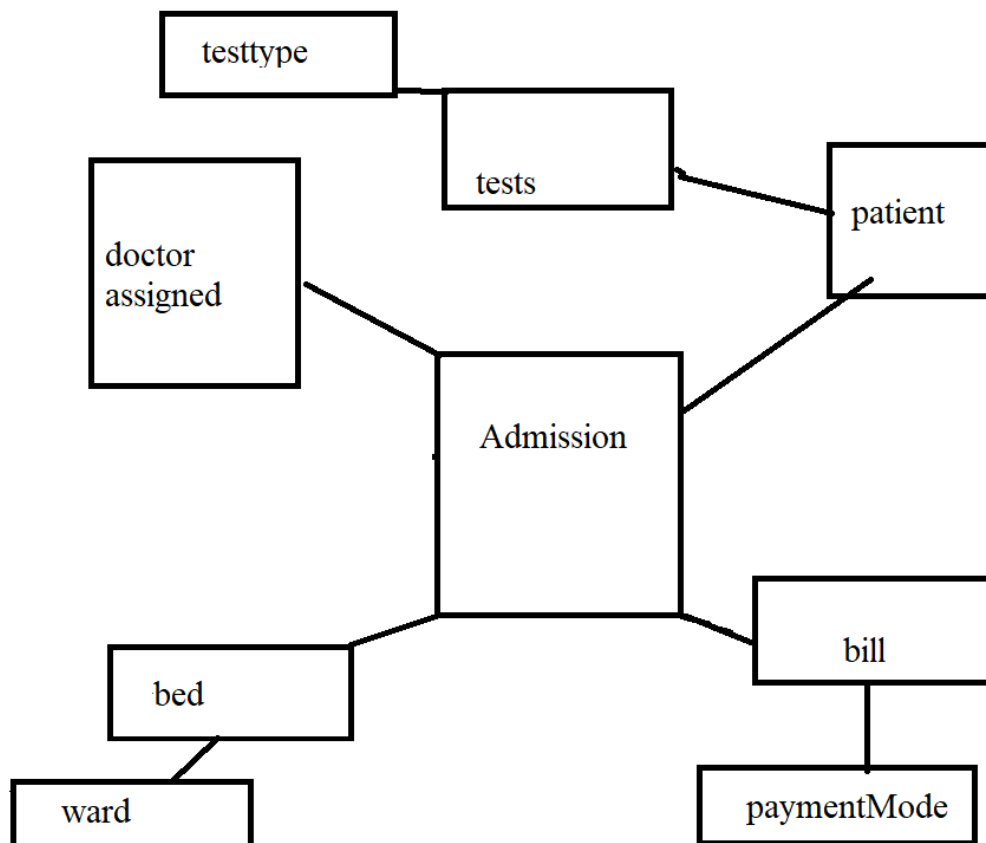 testtype
tests
patient
doctor
assigned
Admission
bill
bed
ward
paymentMode